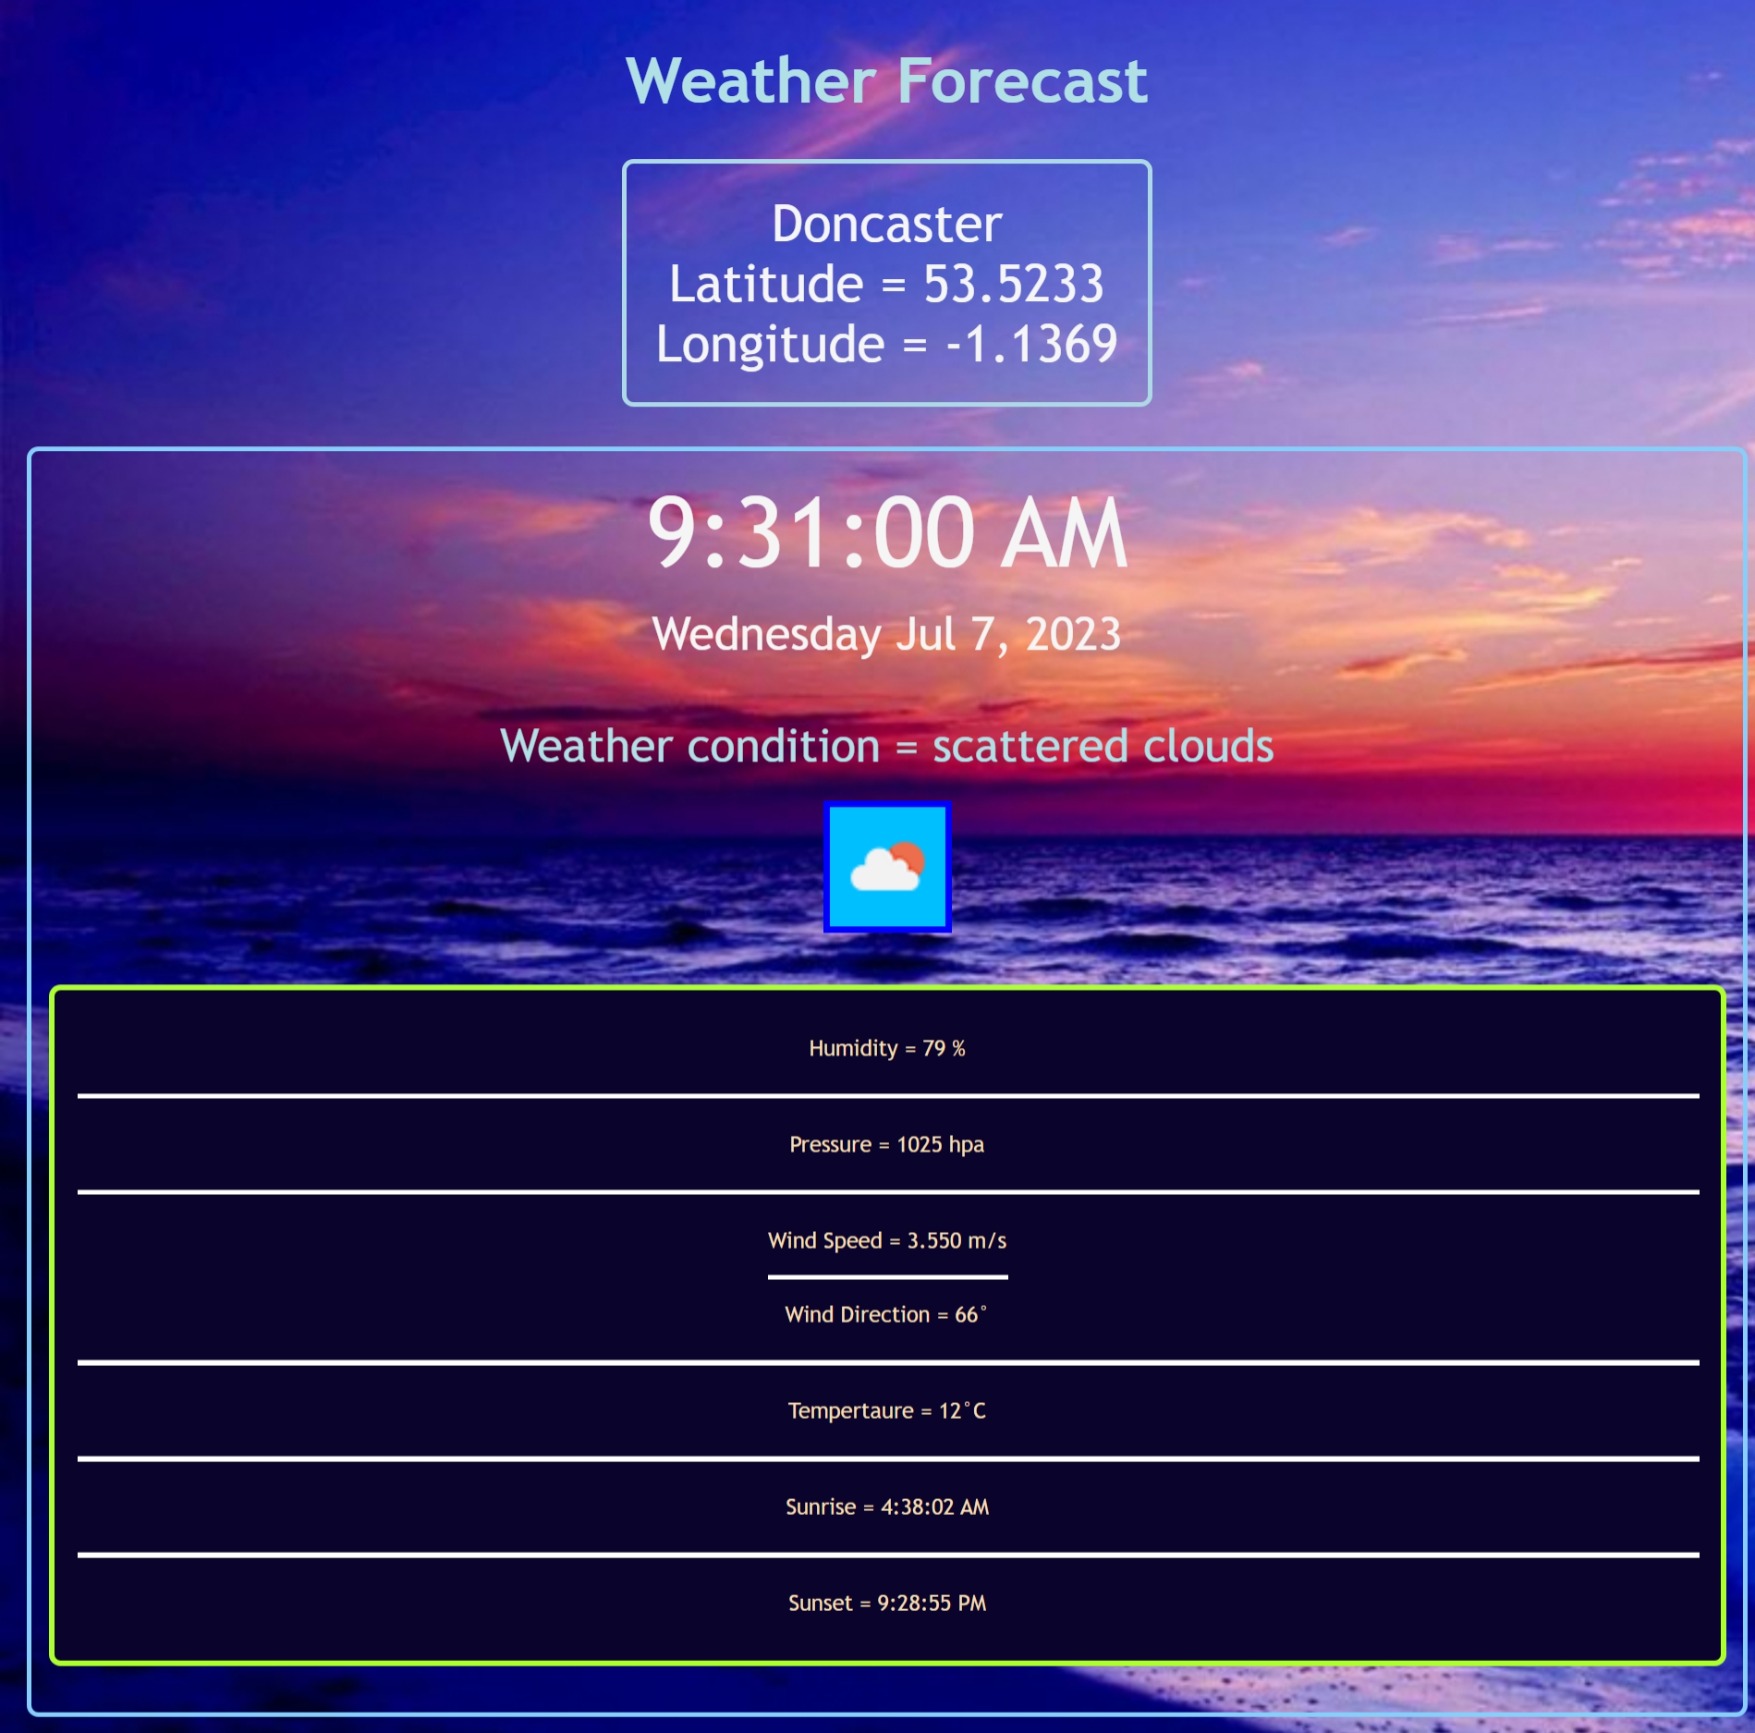 Weather Forecast
Doncaster
Latitude = 53.5233
Longitude = -1.1369
9:31:00 AM
Wednesday Jul 7, 2023
Weather condition = scattered clouds
Humidity = 79 %
Pressure = 1025 hpa
Wind Speed = 3.550 m/s
Wind Direction = 66°
Tempertaure = 12°C
Sunrise = 4:38:02 AM
Sunset = 9:28:55 PM